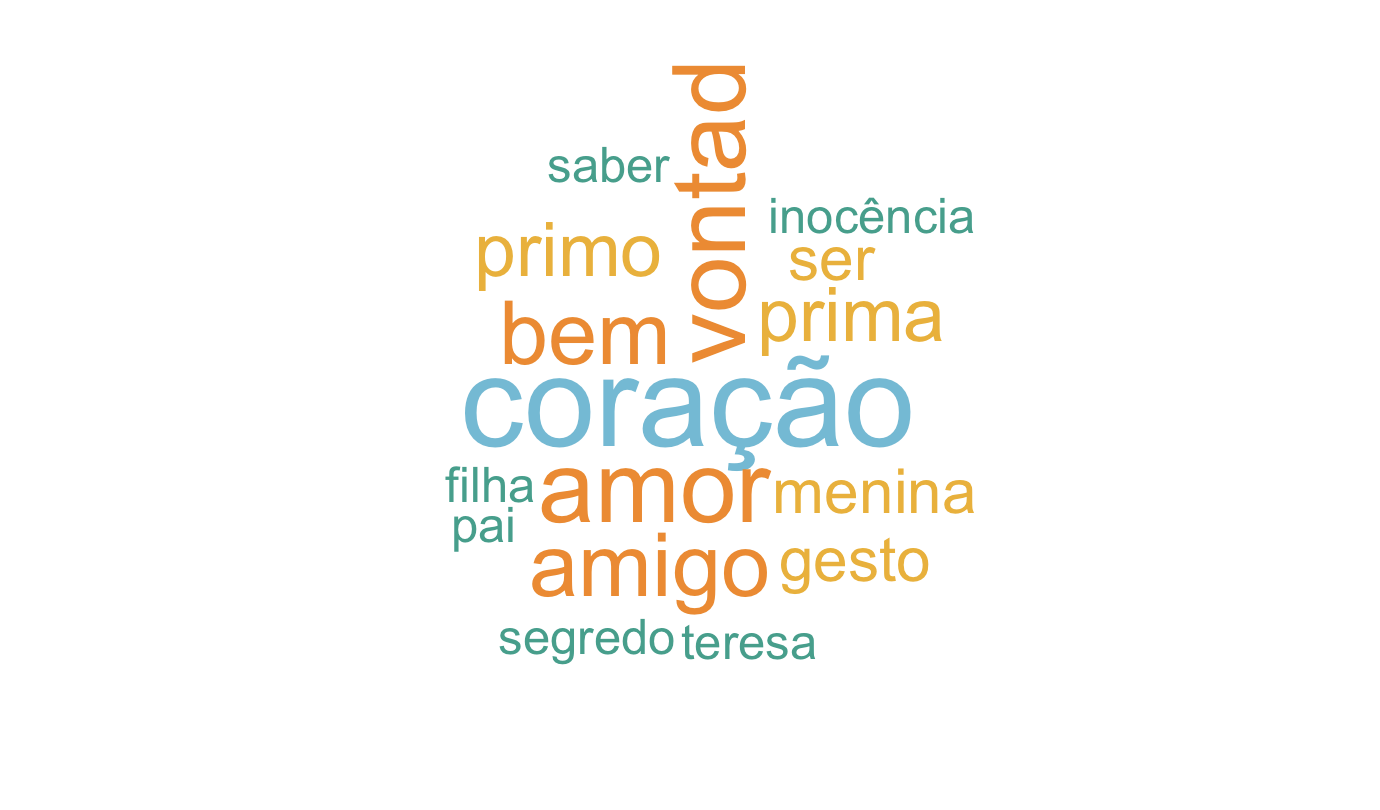 vontad
saber
inocência
primo
ser
prima
bem
coração
filha
amor
menina
pai
amigo
gesto
segredo
teresa